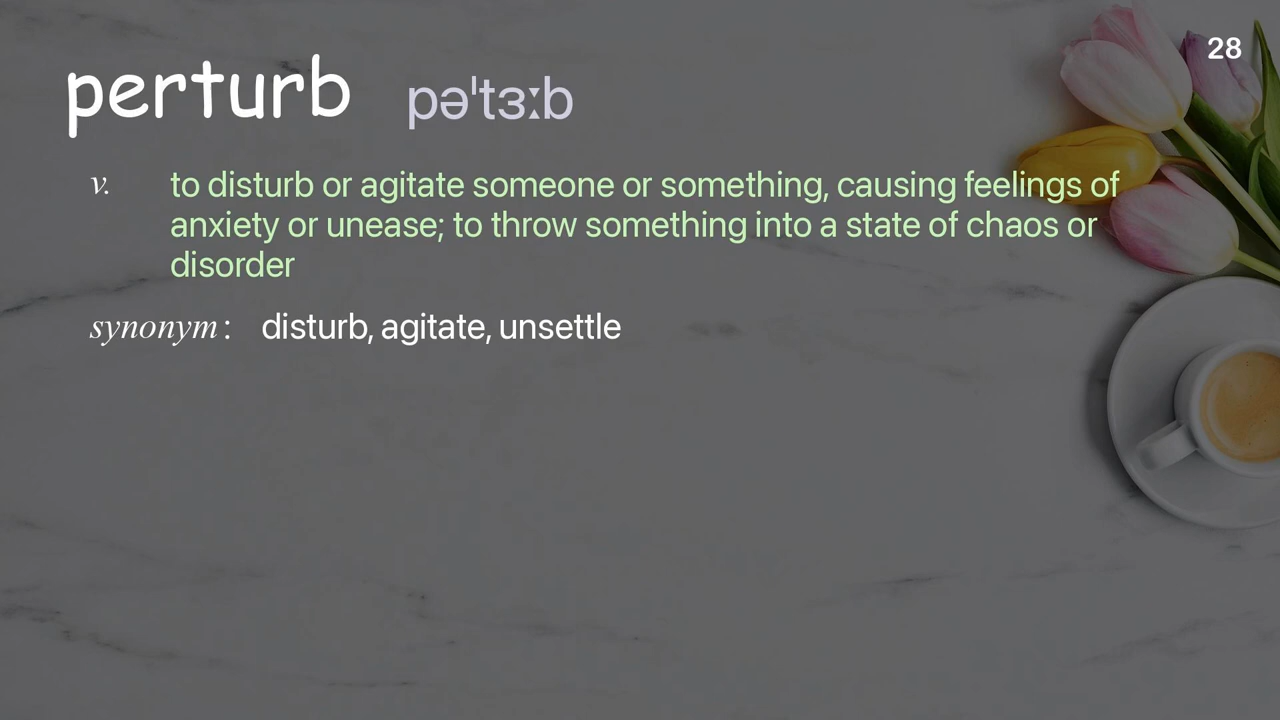 28
perturb pəˈtɜːb
v. to disturb or agitate someone or something, causing feelings of
anxiety or unease; to throw something into a state of chaos or
disorder
synonym : disturb, agitate, unsettle